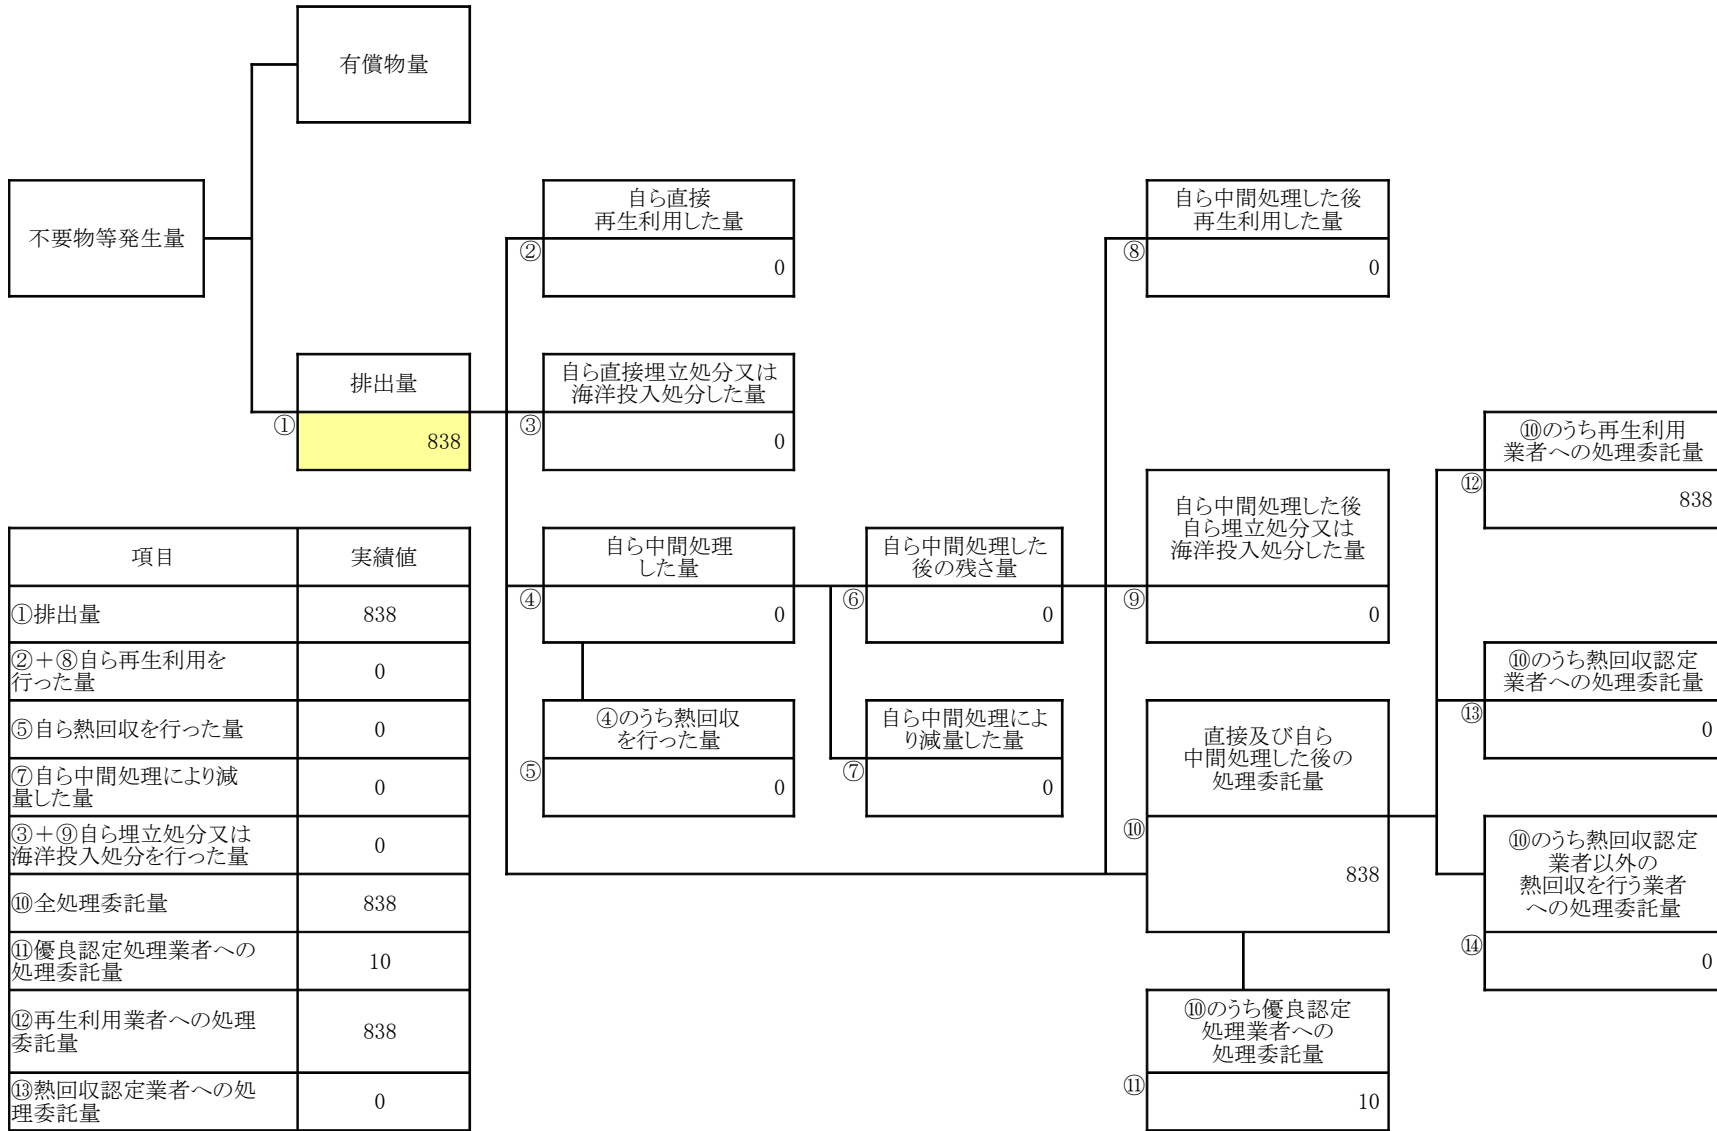 有償物量
不要物等発生量
自ら直接
再生利用した量
②
0
自ら中間処理した後
再生利用した量
⑧
0
排出量
①
838
自ら直接埋立処分又は
海洋投入処分した量
③
0
⑩のうち再生利用
業者への処理委託量
⑫
838
自ら中間処理した後
自ら埋立処分又は
海洋投入処分した量
⑨
0
自ら中間処理
した量
④
0
自ら中間処理した
後の残さ量
⑥
0
⑩のうち熱回収認定
業者への処理委託量
⑬
0
④のうち熱回収
を行った量
⑤
0
自ら中間処理によ
り減量した量
⑦
0
直接及び自ら
中間処理した後の
処理委託量
⑩
838
⑩のうち熱回収認定
業者以外の
熱回収を行う業者
への処理委託量
⑭
0
⑩のうち優良認定
処理業者への
処理委託量
⑪
10
項目 実績値
①排出量 838
②＋⑧自ら再生利用を
行った量 0
⑤自ら熱回収を行った量 0
⑦自ら中間処理により減
量した量 0
③＋⑨自ら埋立処分又は
海洋投入処分を行った量 0
⑩全処理委託量 838
⑪優良認定処理業者への
処理委託量 10
⑫再生利用業者への処理
委託量 838
⑬熱回収認定業者への処
理委託量 0